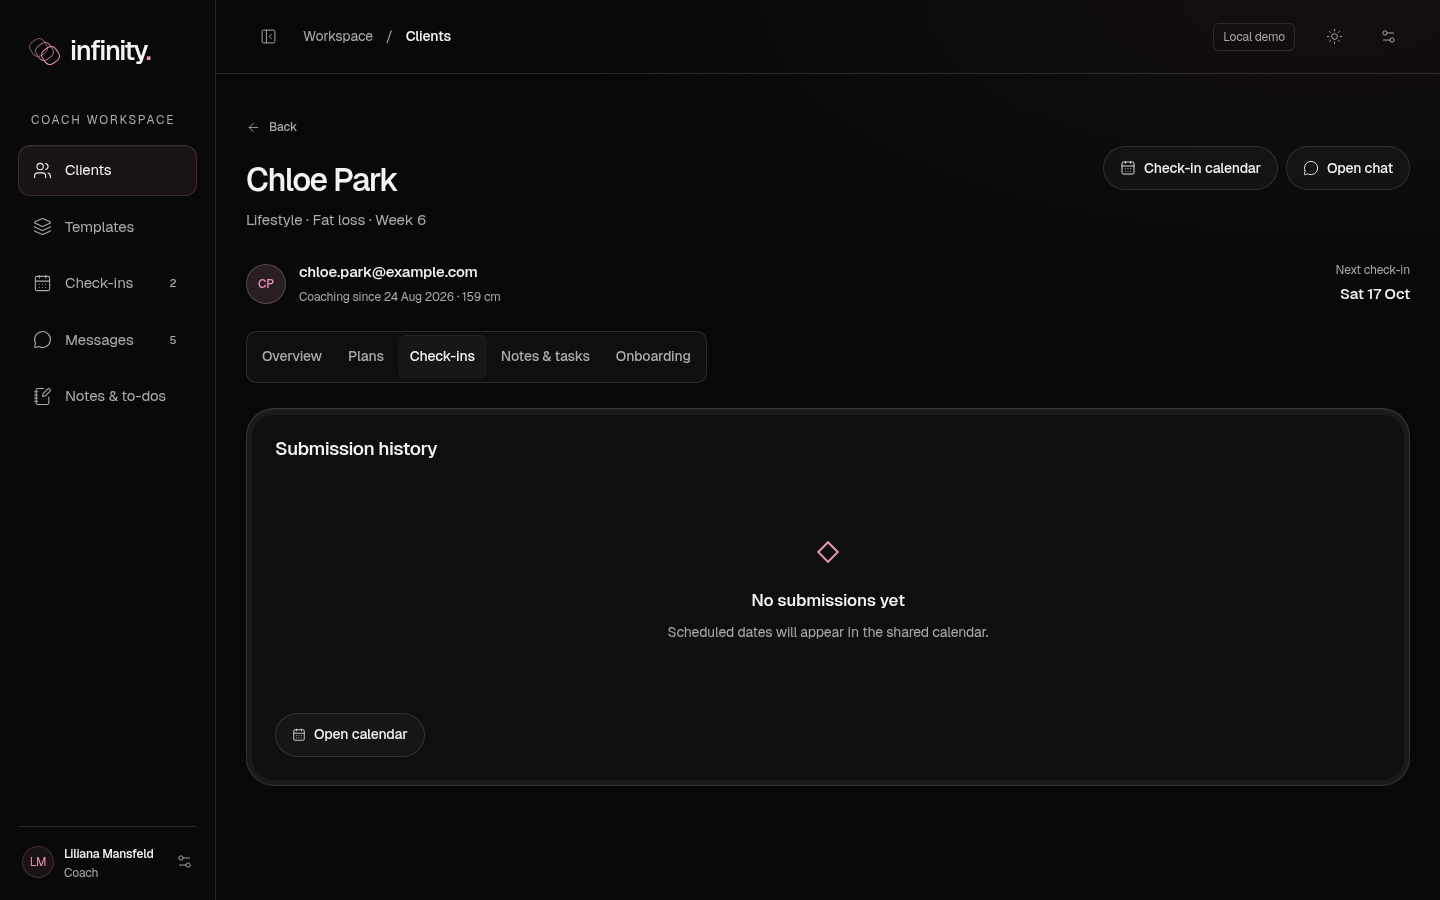 infinity.
COACH WORKSPACE
Clients
Templates
Check-ins 2
Messages 5
Notes & to-dos
LM
Liliana Mansfeld
Coach
Workspace / Clients
Local demo
Back
Chloe Park
Lifestyle · Fat loss · Week 6
Check-in calendar
Open chat
CP
chloe.park@example.com
Coaching since 24 Aug 2026 · 159 cm
Next check-in
Sat 17 Oct
Overview Plans Check-ins Notes & tasks Onboarding
Submission history
No submissions yet
Scheduled dates will appear in the shared calendar.
Open calendar